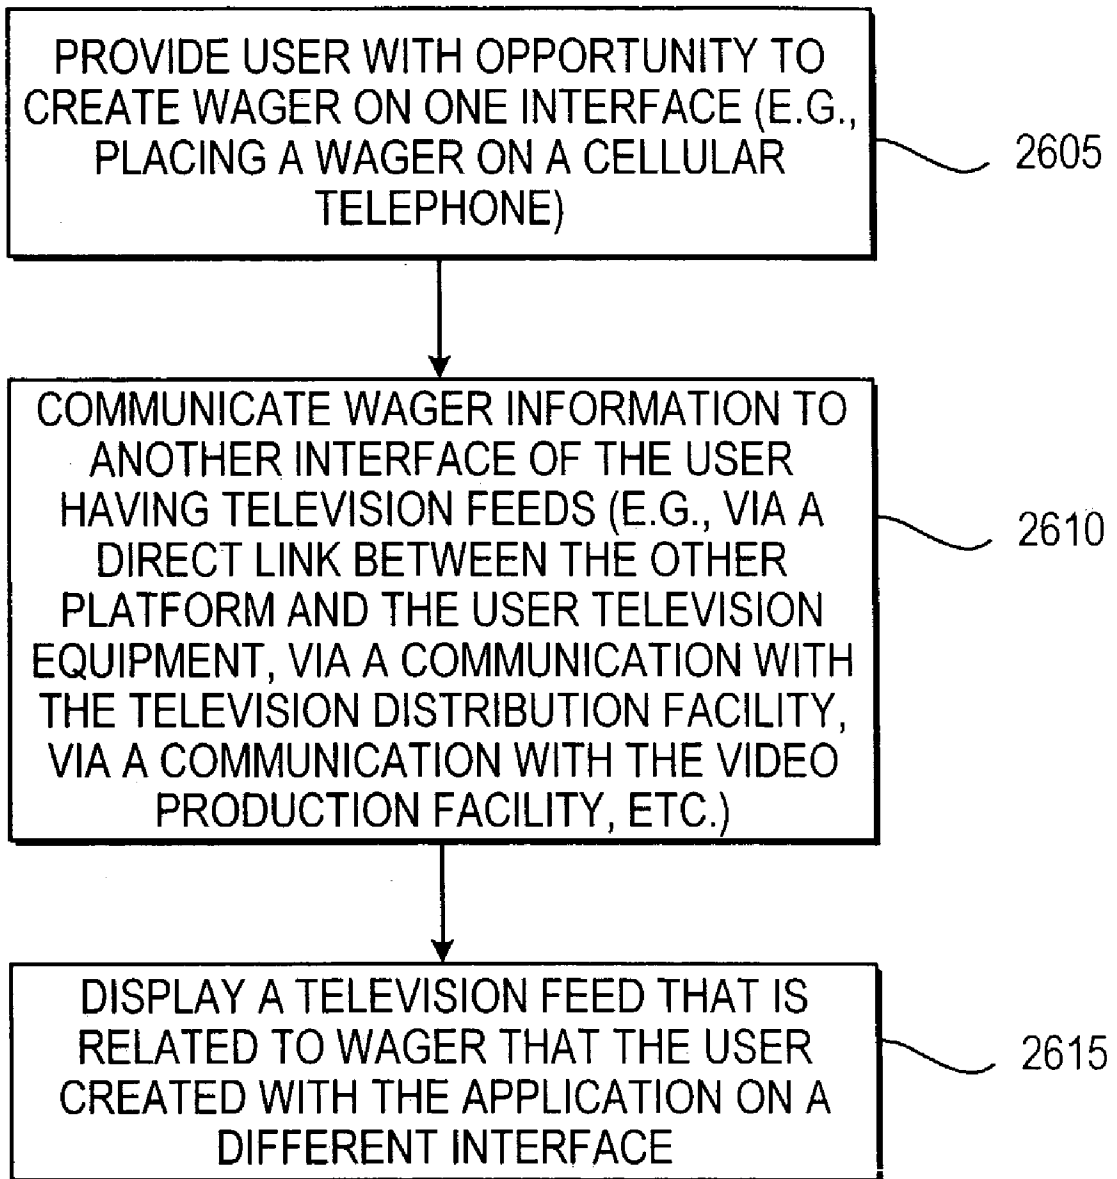 PROVIDE USER WITH OPPORTUNITY TO
CREATE WAGER ON ONE INTERFACE (E.G.,
PLACING A WAGER ON A CELLULAR
TELEPHONE)
2605
COMMUNICATE WAGER INFORMATION TO
ANOTHER INTERFACE OF THE USER
HAVING TELEVISION FEEDS (E.G., VIA A
DIRECT LINK BETWEEN THE OTHER
PLATFORM AND THE USER TELEVISION
EQUIPMENT, VIA A COMMUNICATION WITH
THE TELEVISION DISTRIBUTION FACILITY,
VIA A COMMUNICATION WITH THE VIDEO
PRODUCTION FACILITY, ETC.)
2610
DISPLAY A TELEVISION FEED THAT IS
RELATED TO WAGER THAT THE USER
CREATED WITH THE APPLICATION ON A
DIFFERENT INTERFACE
2615